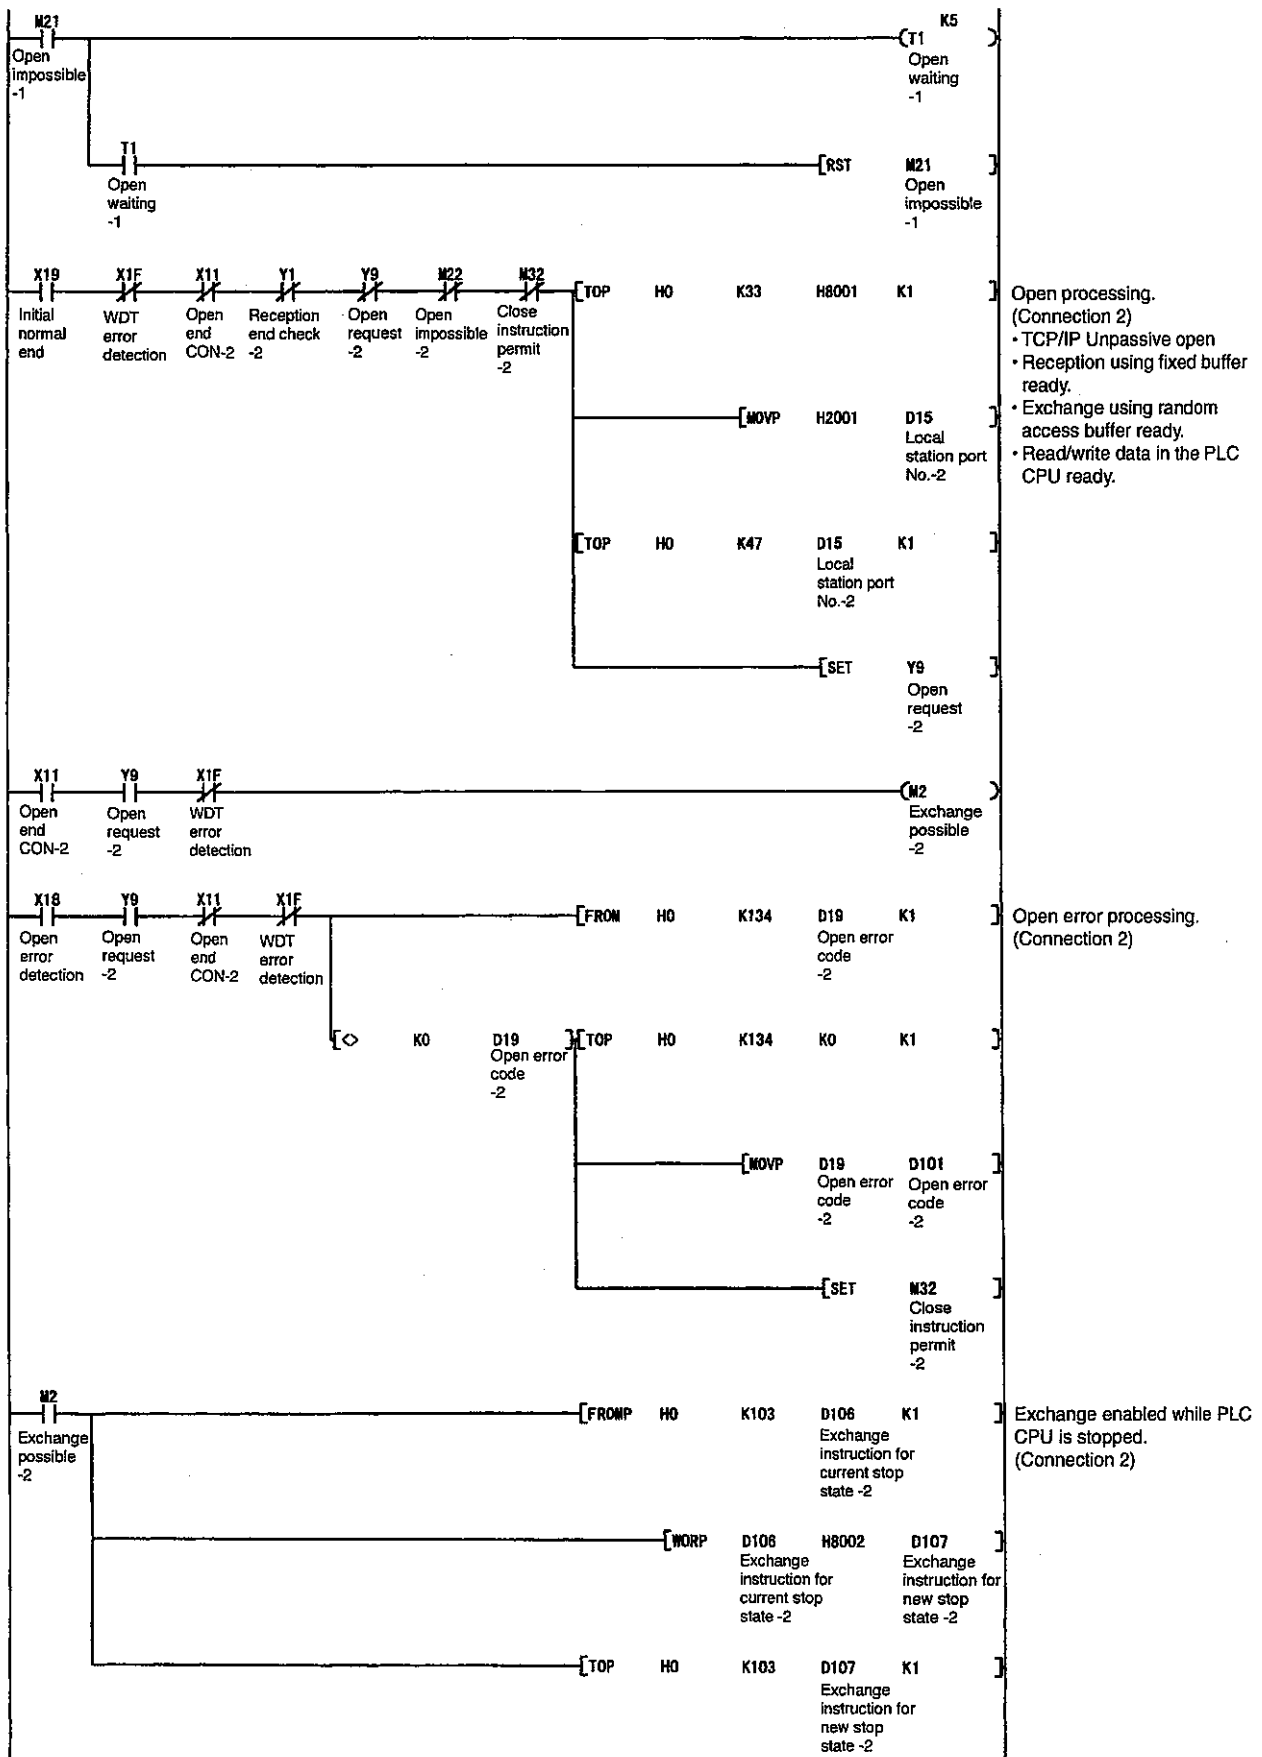 M21
Open
impossible
-1
K5
T1
Open
waiting
-1
T1
Open
waiting
-1
RST M21
Open
impossible
-1
X19 X1F X11 Y1 Y9 M22 M32
Initial
normal
end
WDT
error
detection
Open
end
CON-2
Reception
end check
-2
Open
request
-2
Open
impossible
-2
Close
instruction
permit
-2
[TOP H0 K33 H8001 K1 ]
Open processing.
(Connection 2)
• TCP/IP Unpassive open
• Reception using fixed buffer
ready.
• Exchange using random
access buffer ready.
• Read/write data in the PLC
CPU ready.
[MOVP H2001 D15 ]
Local
station port
No.-2
[TOP H0 K47 D15 K1 ]
Local
station port
No.-2
[SET Y9 ]
Open
request
-2
X11 Y9 X1F
Open
end
CON-2
Open
request
-2
WDT
error
detection
(M2 )
Exchange
possible
-2
X18 Y9 X11 X1F
Open
error
detection
Open
request
-2
Open
end
CON-2
WDT
error
detection
[FROM H0 K134 D19 K1 ]
Open error
code
-2
Open error processing.
(Connection 2)
[<> K0 D19 ]
Open error
code
-2
[TOP H0 K134 K0 K1 ]
[MOVP D19 D101 ]
Open error
code
-2
Open error
code
-2
[SET M32 ]
Close
instruction
permit
-2
M2
Exchange
possible
-2
[FROMP H0 K103 D106 K1 ]
Exchange
instruction for
current stop
state -2
Exchange enabled while PLC
CPU is stopped.
(Connection 2)
[WORP D106 H8002 D107 ]
Exchange
instruction for
current stop
state -2
Exchange
instruction for
new stop
state -2
[TOP H0 K103 D107 K1 ]
Exchange
instruction for
new stop
state -2